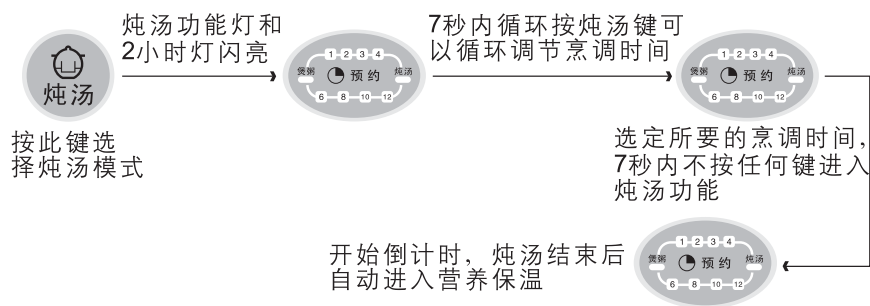 炖汤
按此键选
择炖汤模式
炖汤功能灯和
2小时灯闪亮
1 2 3 4
煲粥 预约 炖汤
6 8 10 12
7秒内循环按炖汤键可
以循环调节烹调时间
1 2 3 4
煲粥 预约 炖汤
6 8 10 12
选定所要的烹调时间,
7秒内不按任何键进入
炖汤功能
1 2 3 4
煲粥 预约 炖汤
6 8 10 12
开始倒计时, 炖汤结束后
自动进入营养保温